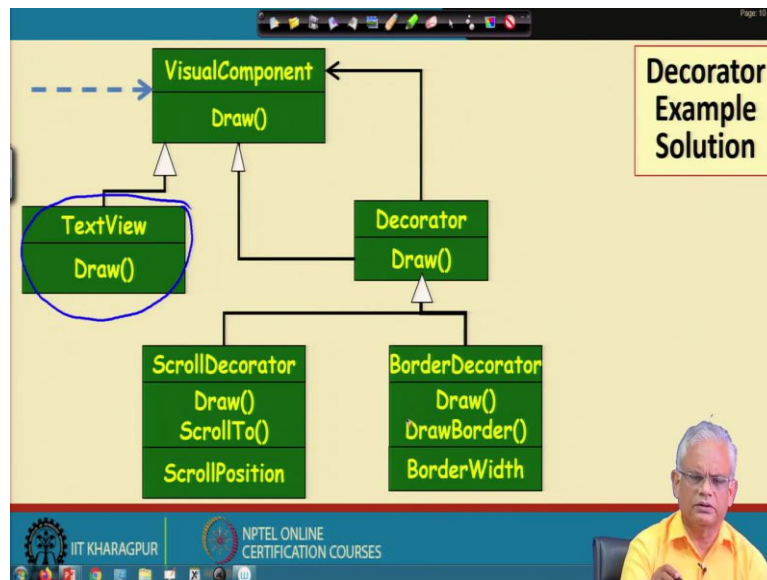 Page: 10
VisualComponent
Draw()
Decorator
Example
Solution
TextView
Draw()
Decorator
Draw()
ScrollDecorator
Draw()
ScrollTo()
ScrollPosition
BorderDecorator
Draw()
DrawBorder()
BorderWidth
IIT KHARAGPUR
NPTEL ONLINE
CERTIFICATION COURSES